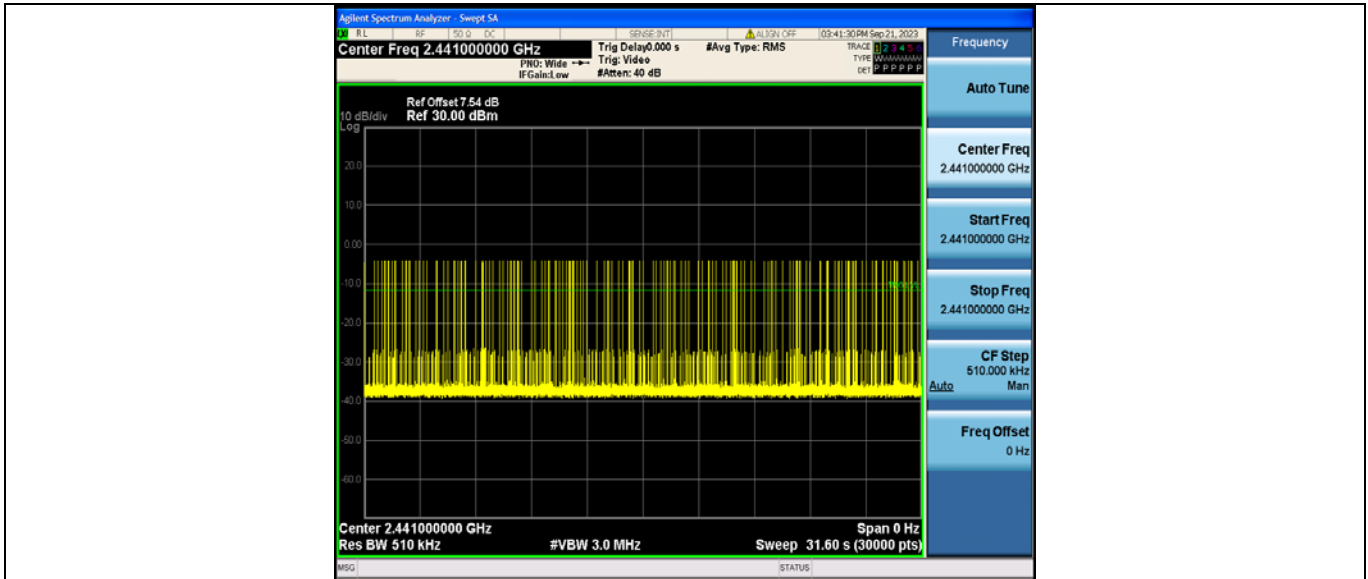 Agilent Spectrum Analyzer - Swept SA
RL RF 50 Ω DC SENSE:INT ALIGN OFF 03:41:30 PM Sep 21, 2023
Center Freq 2.441000000 GHz
Trig Delay0.000 s #Avg Type: RMS
TRACE 1 2 3 4 5 6
PNO: Wide Trig: Video
TYPE
IFGain:Low #Atten: 40 dB
DET P P P P P P
Ref Offset 7.54 dB
10 dB/div Ref 30.00 dBm
Log
20.0
10.0
0.00
-10.0
-20.0
-30.0
-40.0
-50.0
-60.0
Center 2.441000000 GHz Span 0 Hz
Res BW 510 kHz #VBW 3.0 MHz Sweep 31.60 s (30000 pts)
MSG STATUS
Frequency
Auto Tune
Center Freq
2.441000000 GHz
Start Freq
2.441000000 GHz
Stop Freq
2.441000000 GHz
CF Step
510.000 kHz
Auto Man
Freq Offset
0 Hz